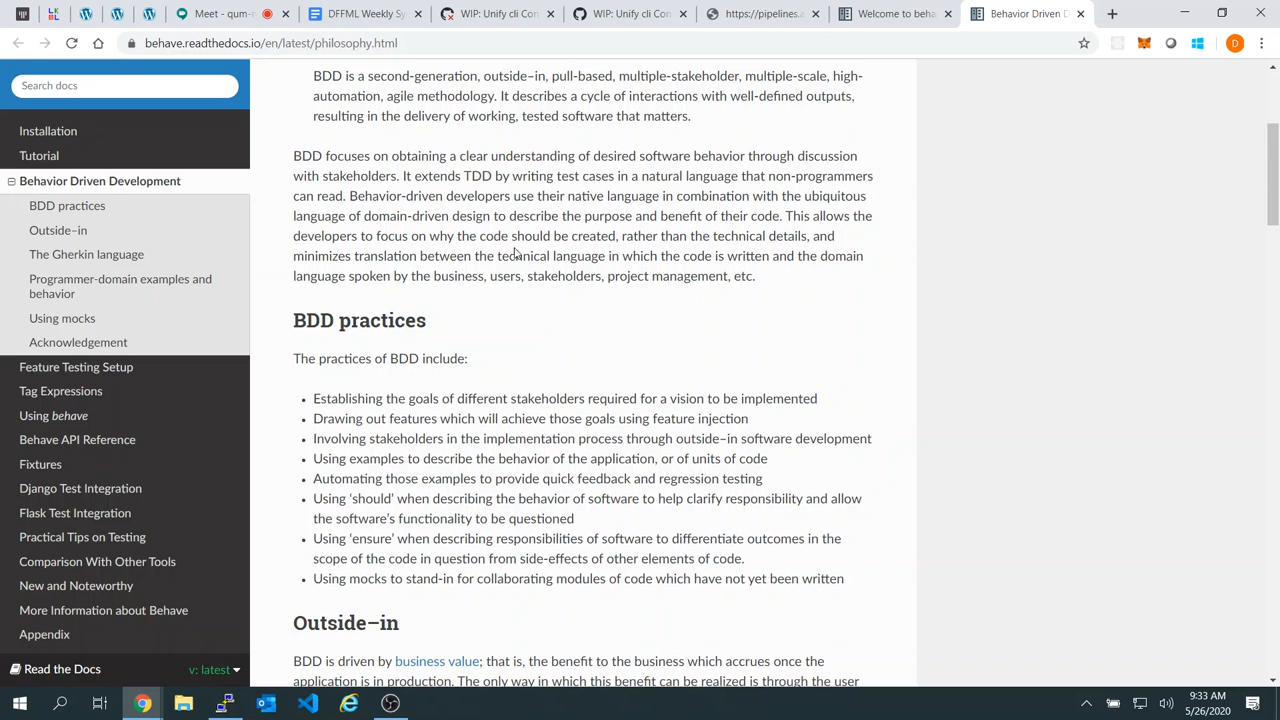 Meet - qum-n
DFFML Weekly Sy
WIP: Unify cli Con
WIP: Unify cli Con
https://pipelines.a
Welcome to beha
Behavior Driven D
behave.readthedocs.io/en/latest/philosophy.html
D
Search docs
Installation
Tutorial
Behavior Driven Development
BDD practices
Outside–in
The Gherkin language
Programmer-domain examples and
behavior
Using mocks
Acknowledgement
Feature Testing Setup
Tag Expressions
Using behave
Behave API Reference
Fixtures
Django Test Integration
Flask Test Integration
Practical Tips on Testing
Comparison With Other Tools
New and Noteworthy
More Information about Behave
Appendix
Read the Docs
v: latest
BDD is a second-generation, outside–in, pull-based, multiple-stakeholder, multiple-scale, high-
automation, agile methodology. It describes a cycle of interactions with well-defined outputs,
resulting in the delivery of working, tested software that matters.
BDD focuses on obtaining a clear understanding of desired software behavior through discussion
with stakeholders. It extends TDD by writing test cases in a natural language that non-programmers
can read. Behavior-driven developers use their native language in combination with the ubiquitous
language of domain-driven design to describe the purpose and benefit of their code. This allows the
developers to focus on why the code should be created, rather than the technical details, and
minimizes translation between the technical language in which the code is written and the domain
language spoken by the business, users, stakeholders, project management, etc.
BDD practices
The practices of BDD include:
• Establishing the goals of different stakeholders required for a vision to be implemented
• Drawing out features which will achieve those goals using feature injection
• Involving stakeholders in the implementation process through outside–in software development
• Using examples to describe the behavior of the application, or of units of code
• Automating those examples to provide quick feedback and regression testing
• Using ‘should’ when describing the behavior of software to help clarify responsibility and allow
the software’s functionality to be questioned
• Using ‘ensure’ when describing responsibilities of software to differentiate outcomes in the
scope of the code in question from side-effects of other elements of code.
• Using mocks to stand-in for collaborating modules of code which have not yet been written
Outside–in
BDD is driven by business value; that is, the benefit to the business which accrues once the
application is in production. The only way in which this benefit can be realized is through the user
9:33 AM
5/26/2020